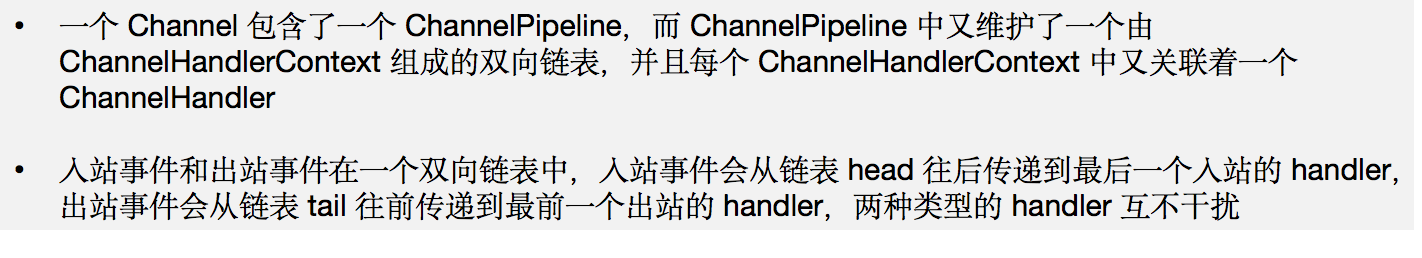 • 一个 Channel 包含了一个 ChannelPipeline，而 ChannelPipeline 中又维护了一个由
ChannelHandlerContext 组成的双向链表，并且每个 ChannelHandlerContext 中又关联着一个
ChannelHandler
• 入站事件和出站事件在一个双向链表中，入站事件会从链表 head 往后传递到最后一个入站的 handler，
出站事件会从链表 tail 往前传递到最前一个出站的 handler，两种类型的 handler 互不干扰